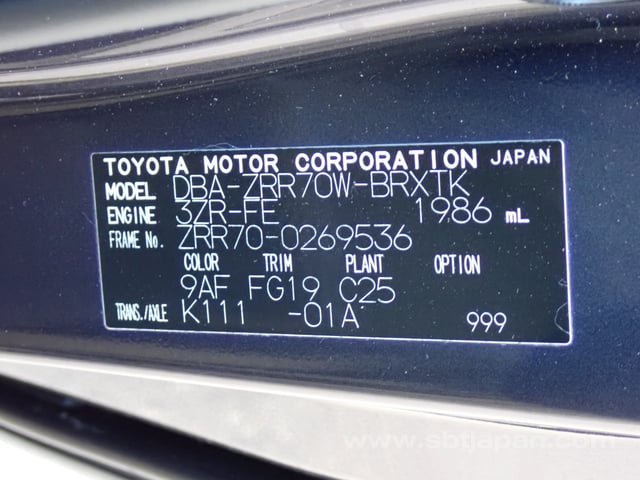 TOYOTA MOTOR CORPORATION JAPAN
MODEL DBA-ZRR70W-BRXTK
ENGINE 3ZR-FE 1986 mL
FRAME No. ZRR70-0269536
COLOR TRIM PLANT OPTION
9AF FG19 C25
TRANS./AXLE K111 -01A 999
www.sbtjapan.com